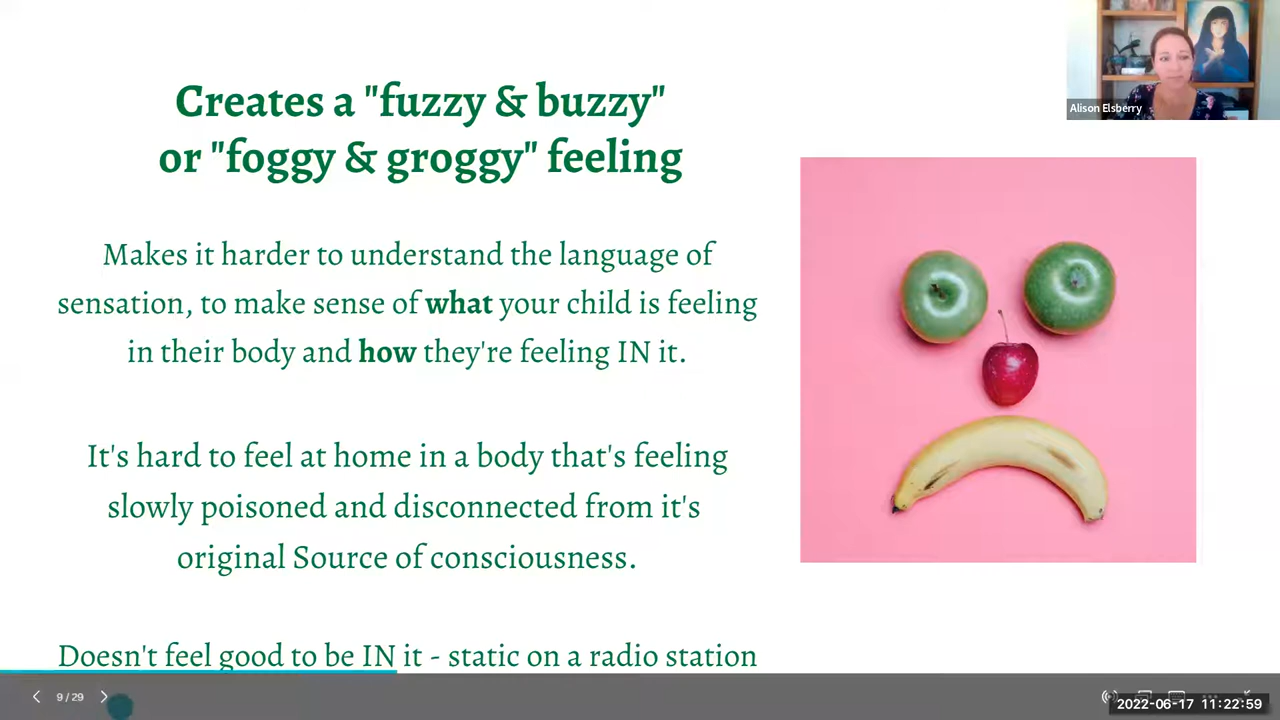 Creates a "fuzzy & buzzy"
or "foggy & groggy" feeling
Alison Elsberry
Makes it harder to understand the language of
sensation, to make sense of what your child is feeling
in their body and how they're feeling IN it.
It's hard to feel at home in a body that's feeling
slowly poisoned and disconnected from it's
original Source of consciousness.
Doesn't feel good to be IN it - static on a radio station
9 / 29
2022-06-17 11:22:59